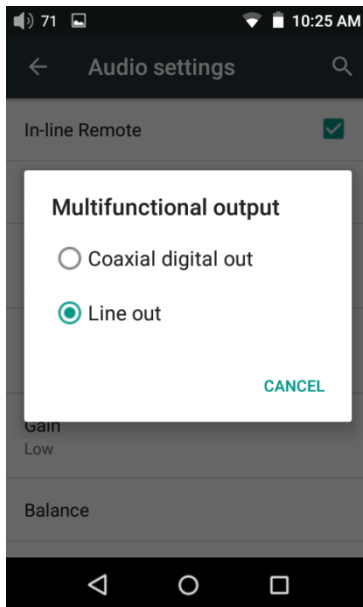 71
10:25 AM
Audio settings
In-line Remote
Multifunctional output
Coaxial digital out
Line out
CANCEL
Gain
Low
Balance